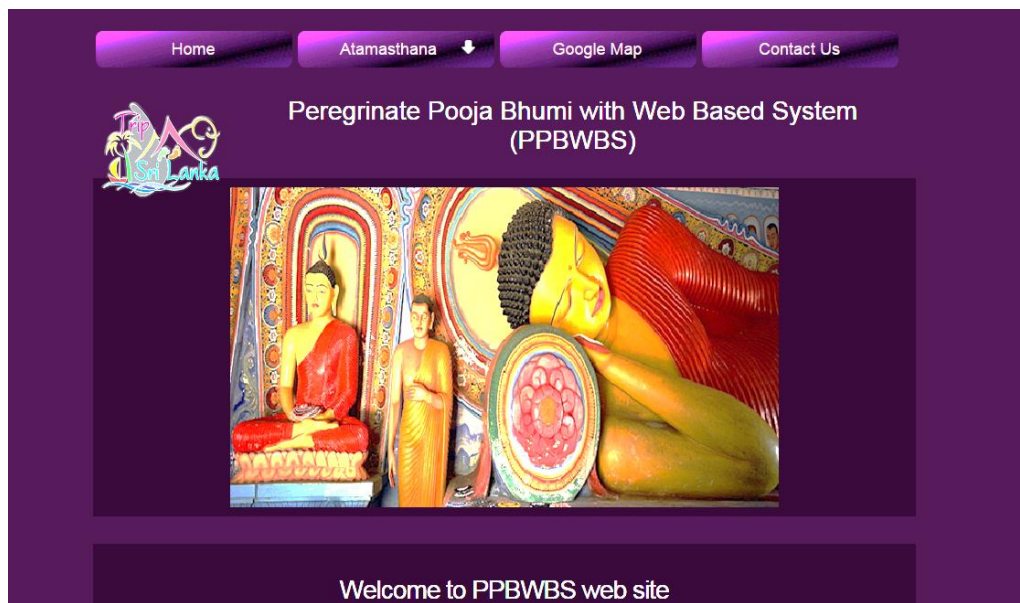 Home
Atamasthana
Google Map
Contact Us
Trip
Sri Lanka
Peregrinate Pooja Bhumi with Web Based System
(PPBWBS)
Welcome to PPBWBS web site